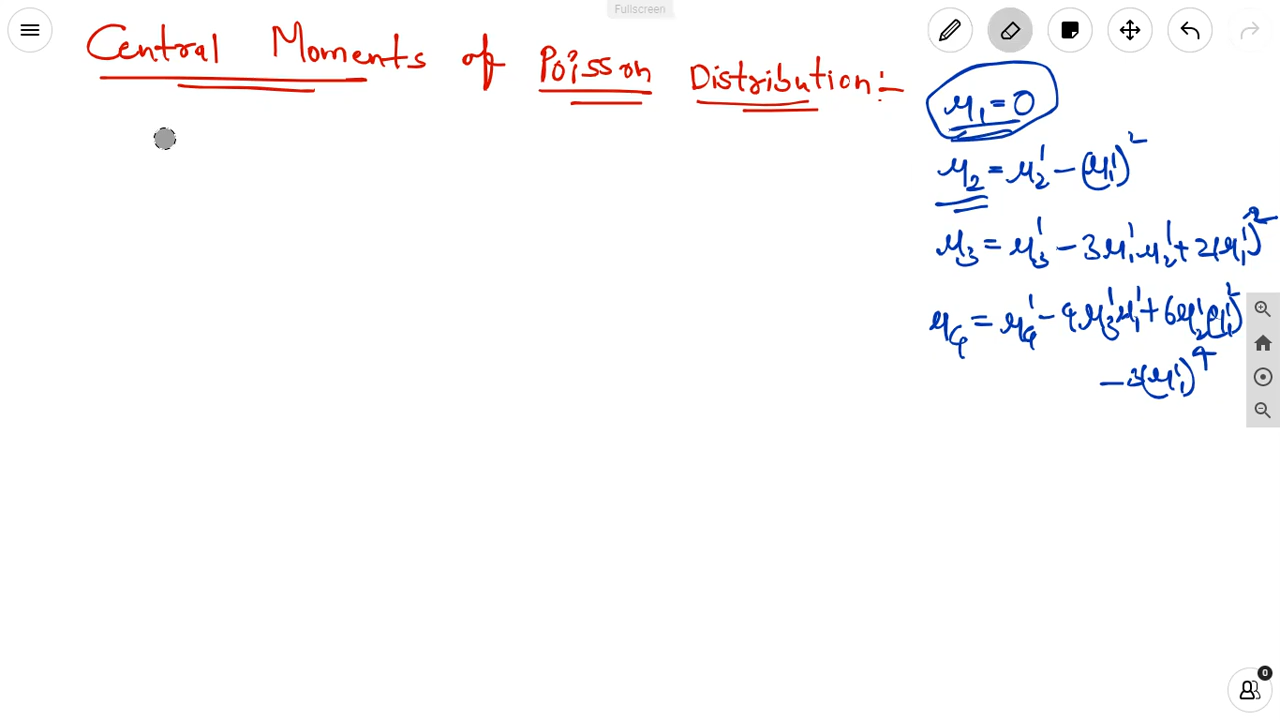 Fullscreen
Central Moments of Poisson Distribution:-
μ₁ = 0
μ₂ = μ₂' - (μ₁')²
μ₃ = μ₃' - 3μ₁'μ₂' + 2(μ₁')²
μ₄ = μ₄' - 4μ₃'μ₁' + 6μ₂'(μ₁')²
- 3(μ₁')⁴
0